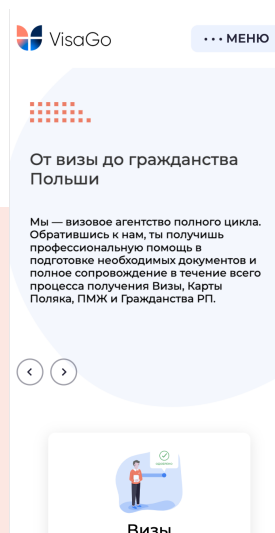 VisaGo
··· МЕНЮ
От визы до гражданства
Польши
Мы — визовое агентство полного цикла.
Обратившись к нам, ты получишь
профессиональную помощь в
подготовке необходимых документов и
полное сопровождение в течение всего
процесса получения Визы, Карты
Поляка, ПМЖ и Гражданства РП.
Визы